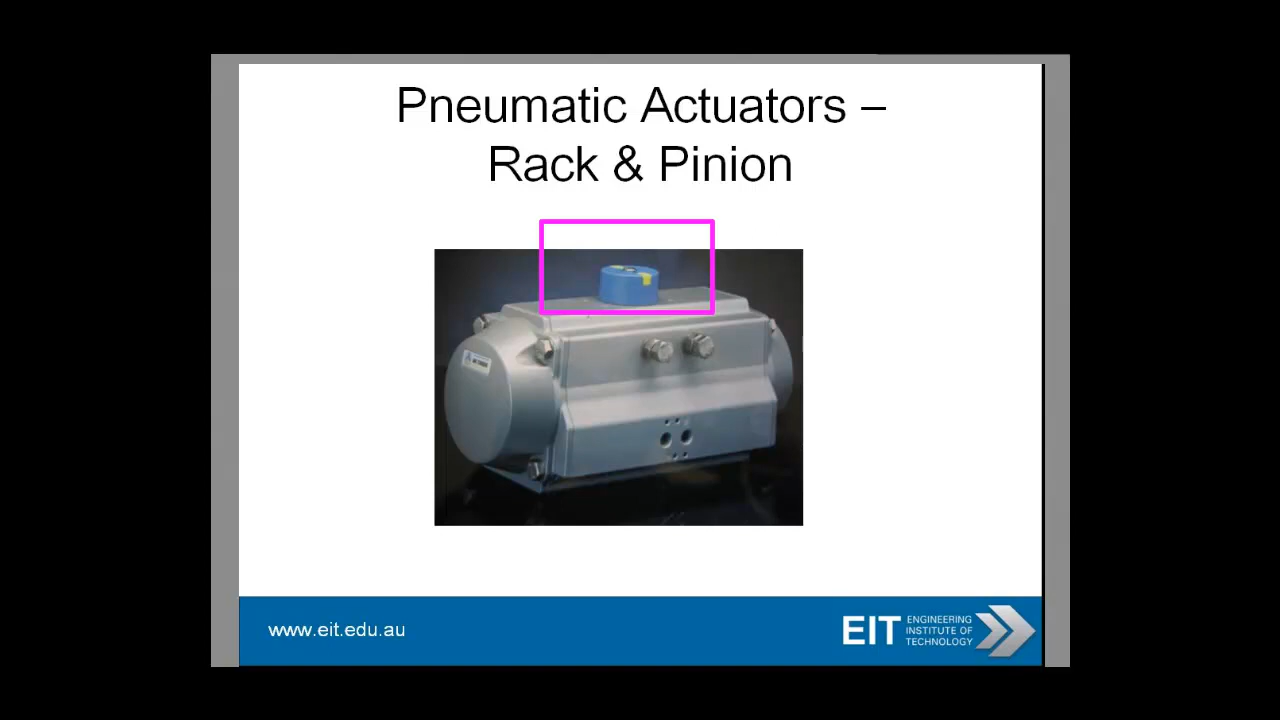 Pneumatic Actuators –
Rack & Pinion
www.eit.edu.au
EIT
ENGINEERING
INSTITUTE OF
TECHNOLOGY